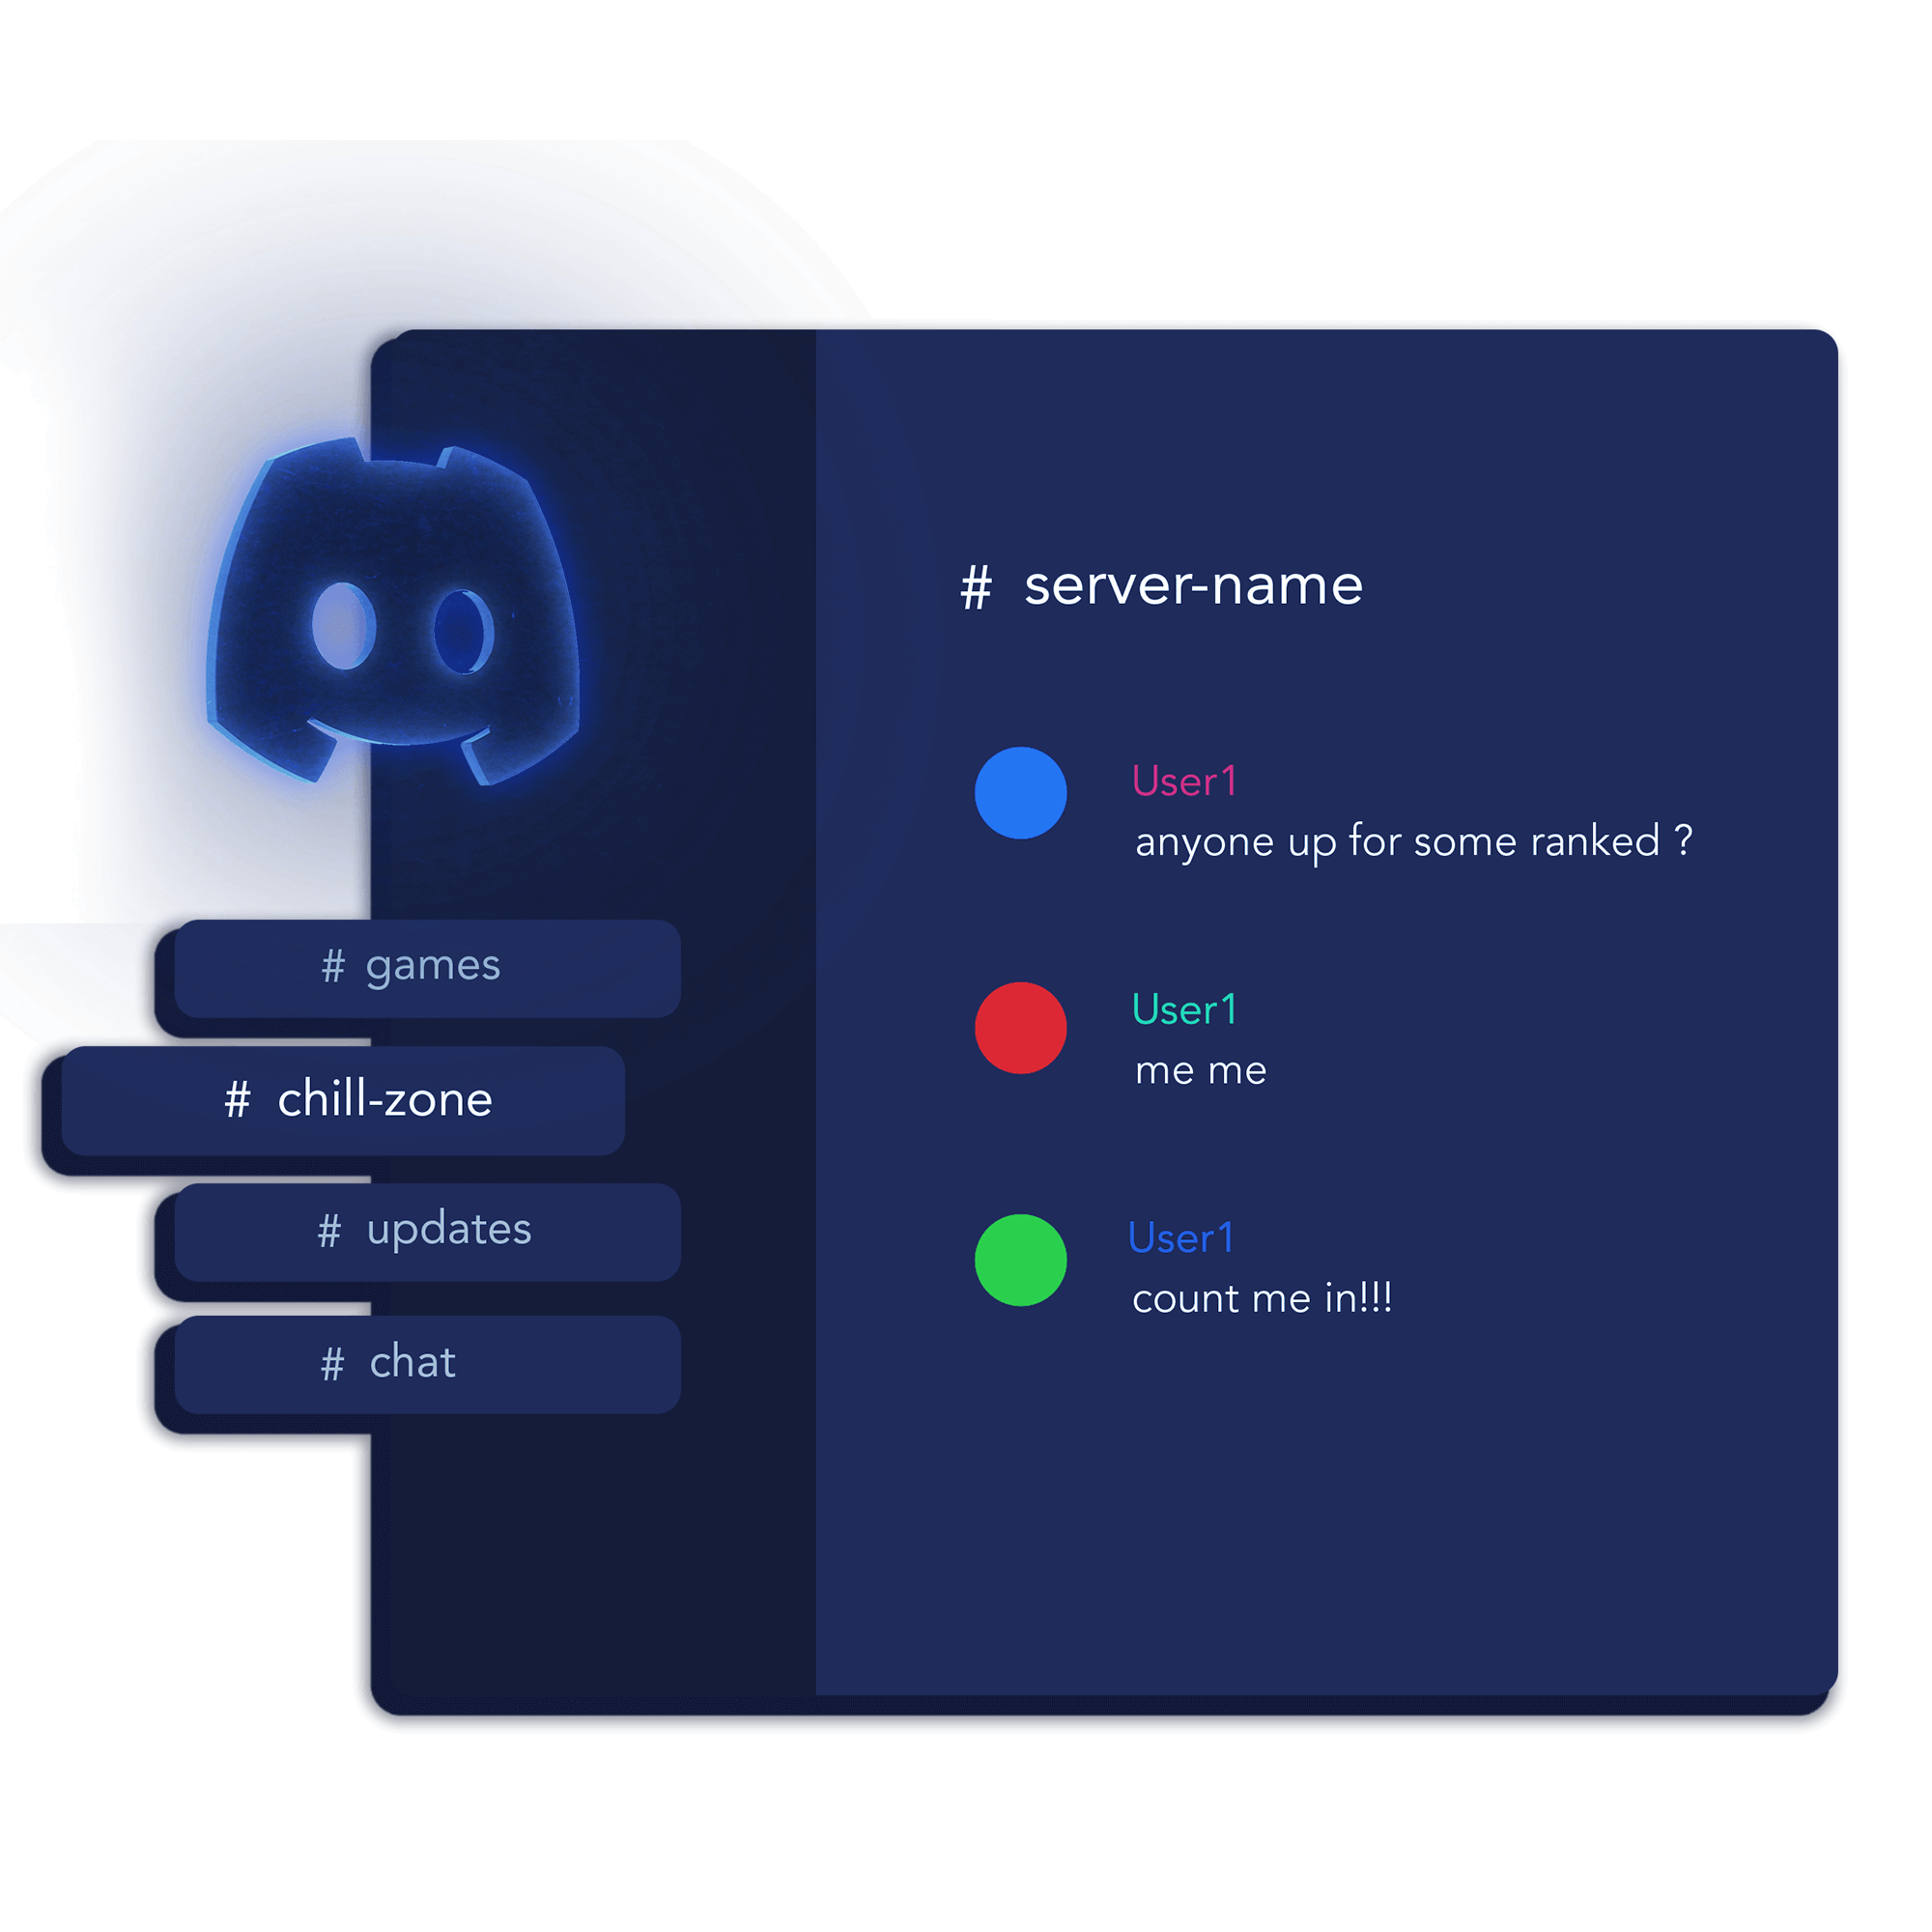 # games
# chill-zone
# updates
# chat
# server-name
User1
anyone up for some ranked ?
User1
me me
User1
count me in!!!